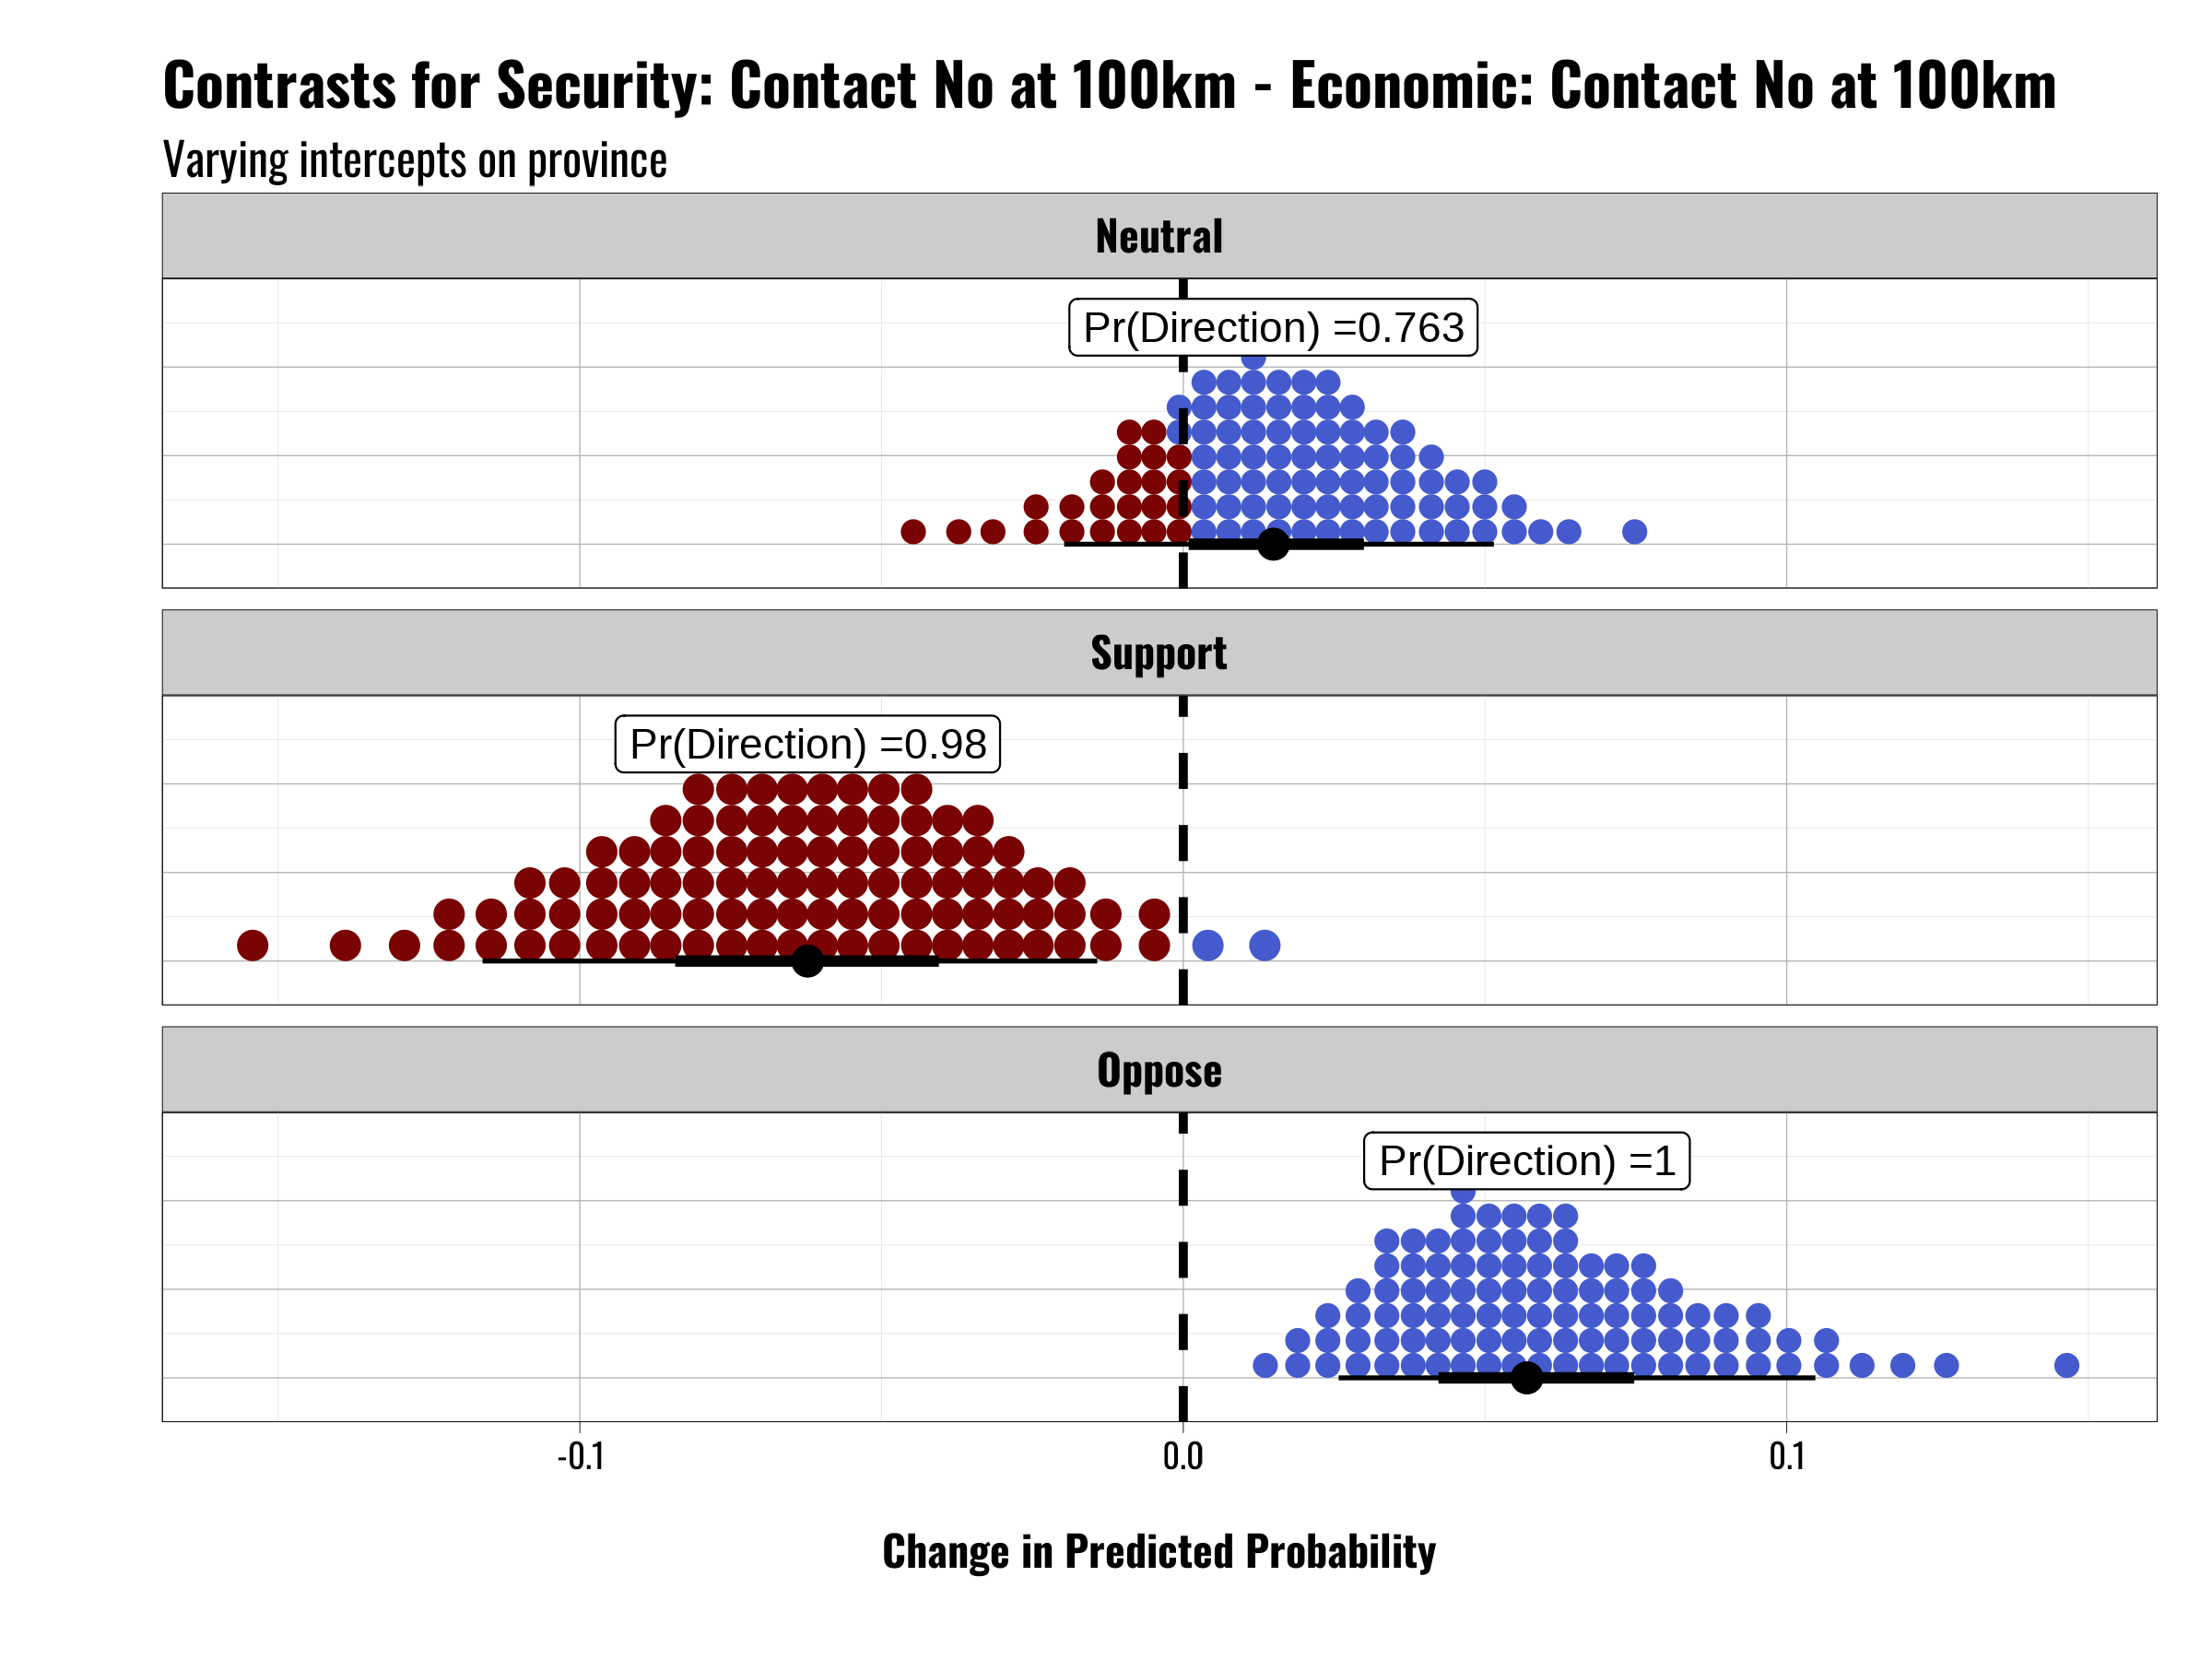 Contrasts for Security: Contact No at 100km - Economic: Contact No at 100km
Varying intercepts on province
Neutral
Pr(Direction) =0.763
Support
Pr(Direction) =0.98
Oppose
Pr(Direction) =1
-0.1 0.0 0.1
Change in Predicted Probability